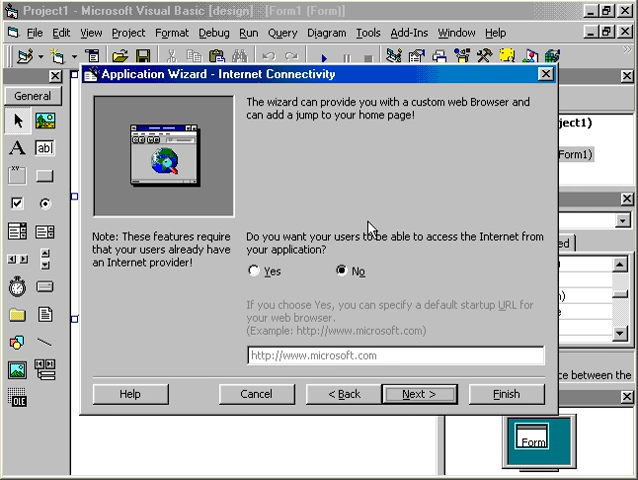 Project1 - Microsoft Visual Basic [design] - [Form1 (Form)]
File Edit View Project Format Debug Run Query Diagram Tools Add-Ins Window Help
General
A
ab|
xv
OLE
Application Wizard - Internet Connectivity
The wizard can provide you with a custom web Browser and
can add a jump to your home page!
Note: These features require
that your users already have
an Internet provider!
Do you want your users to be able to access the Internet from
your application?
Yes
No
If you choose Yes, you can specify a default startup URL for
your web browser.
(Example: http://www.microsoft.com)
http://www.microsoft.com
Help
Cancel
< Back
Next >
Finish
ject1)
Form1)
ed
ce between the
Form